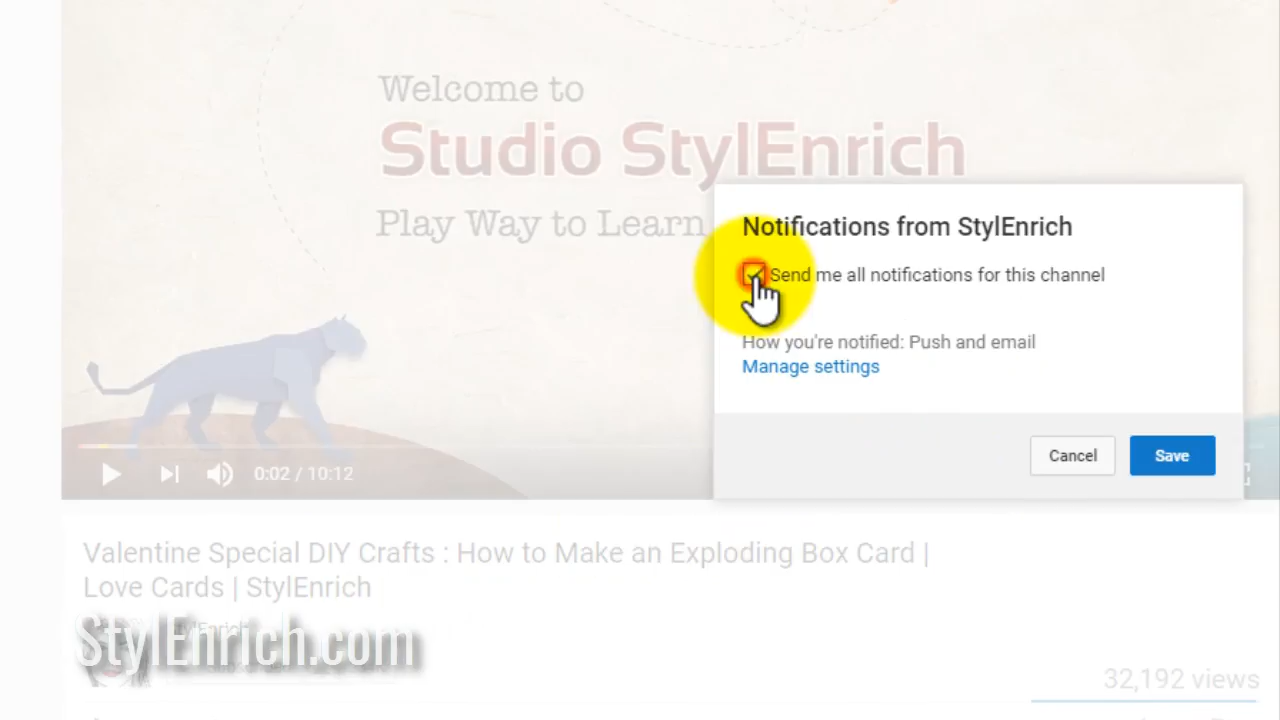 Welcome to
Studio StylEnrich
Play Way to Learn
Notifications from StylEnrich
Send me all notifications for this channel
How you're notified: Push and email
Manage settings
Cancel
Save
0:02 / 10:12
Valentine Special DIY Crafts : How to Make an Exploding Box Card |
Love Cards | StylEnrich
StylEnrich
StylEnrich.com
32,192 views